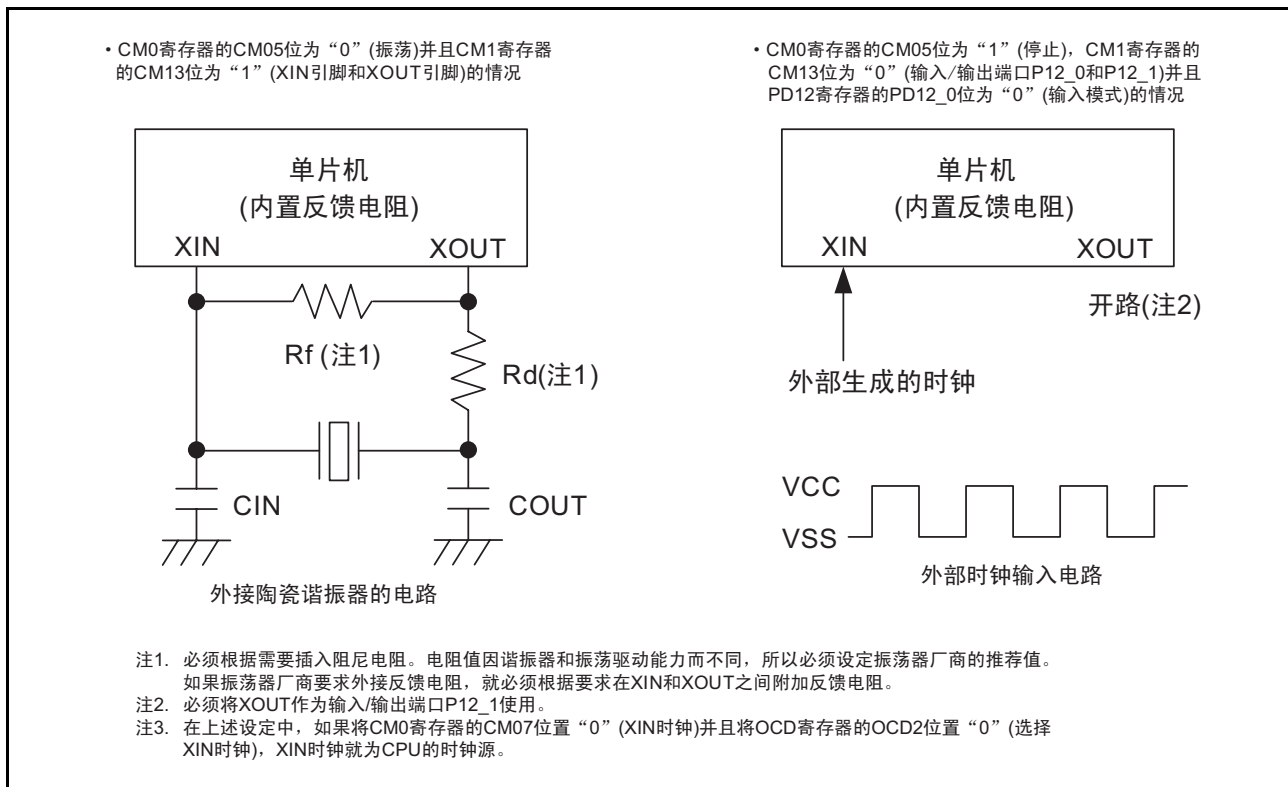 • CM0寄存器的CM05位为“0”(振荡)并且CM1寄存器
的CM13位为“1”(XIN引脚和XOUT引脚)的情况
单片机
(内置反馈电阻)
XIN
XOUT
Rf (注1)
Rd(注1)
CIN
COUT
外接陶瓷谐振器的电路
• CM0寄存器的CM05位为“1”(停止)，CM1寄存器的
CM13位为“0”(输入/输出端口P12_0和P12_1)并且
PD12寄存器的PD12_0位为“0”(输入模式)的情况
单片机
(内置反馈电阻)
XIN
XOUT
开路(注2)
外部生成的时钟
VCC
VSS
外部时钟输入电路
注1. 必须根据需要插入阻尼电阻。电阻值因谐振器和振荡驱动能力而不同，所以必须设定振荡器厂商的推荐值。
如果振荡器厂商要求外接反馈电阻，就必须根据要求在XIN和XOUT之间附加反馈电阻。
注2. 必须将XOUT作为输入/输出端口P12_1使用。
注3. 在上述设定中，如果将CM0寄存器的CM07位置“0”(XIN时钟)并且将OCD寄存器的OCD2位置“0”(选择
XIN时钟)，XIN时钟就为CPU的时钟源。